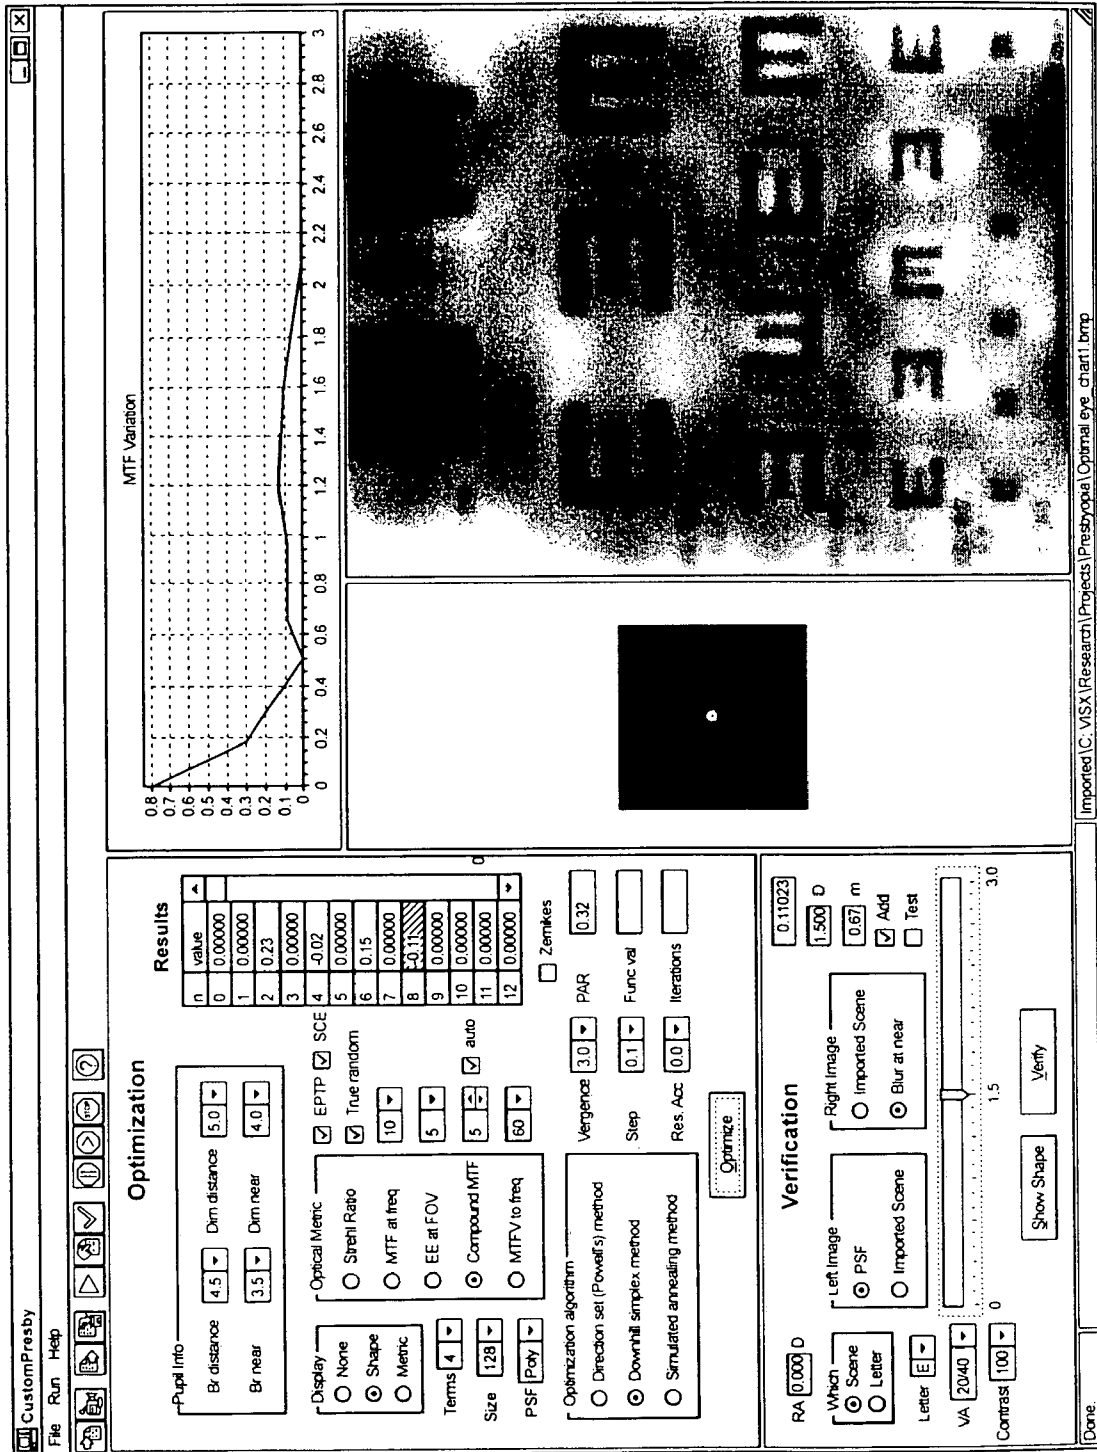 CustomPresby
File Run Help
Optimization
Pupil Info
Br distance 4.5 Dim distance 5.0
Br near 3.5 Dim near 4.0
Display
None
Shape
Metric
Terms 4
Size 128
PSF Poly
Optical Metric
Strehl Ratio
MTF at freq
EE at FOV
Compound MTF
MTFV to freq
EPTP SCE
True random
10
5
5 auto
60
Optimization algorithm
Direction set (Powell's) method
Downhill simplex method
Simulated annealing method
Vergence 3.0 PAR 0.32
Step 0.1 Func val
Res. Acc 0.0 Iterations
Optimize
Results
n value
0 0.00000
1 0.00000
2 0.23
3 0.00000
4 -0.02
5 0.00000
6 0.15
7 0.00000
8 -0.11
9 0.00000
10 0.00000
11 0.00000
12 0.00000
0
Zernikes
Verification
RA 0.000 D
Which
Scene
Letter
Letter E
VA 20/40
Contrast 100
Left Image
PSF
Imported Scene
Right Image
Imported Scene
Blur at near
0.11023
1.500 D
0.67 m
Add
Test
0 1.5 3.0
Show Shape
Verify
MTF Variation
0.8
0.7
0.6
0.5
0.4
0.3
0.2
0.1
0
0 0.2 0.4 0.6 0.8 1 1.2 1.4 1.6 1.8 2 2.2 2.4 2.6 2.8 3
E E E
E E E E
E E E E E
Done.
Imported \C: VISX \Research \Projects \Presbyopia \Optimal eye_chart1.bmp